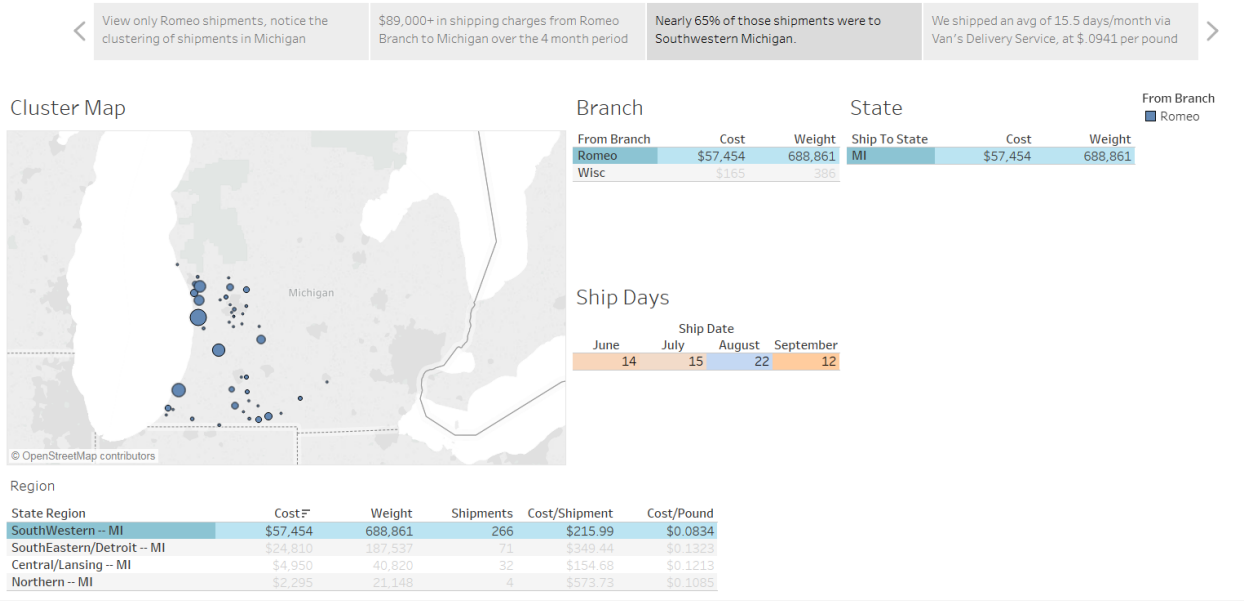 View only Romeo shipments, notice the
clustering of shipments in Michigan
$89,000+ in shipping charges from Romeo
Branch to Michigan over the 4 month period
Nearly 65% of those shipments were to
Southwestern Michigan.
We shipped an avg of 15.5 days/month via
Van's Delivery Service, at $.0941 per pound
Cluster Map
Michigan
© OpenStreetMap contributors
Branch
From Branch Cost Weight
Romeo $57,454 688,861
Wisc $165 386
State
Ship To State Cost Weight
MI $57,454 688,861
From Branch
Romeo
Ship Days
Ship Date
June July August September
14 15 22 12
Region
State Region Cost Weight Shipments Cost/Shipment Cost/Pound
SouthWestern -- MI $57,454 688,861 266 $215.99 $0.0834
SouthEastern/Detroit -- MI $24,810 187,537 71 $349.44 $0.1323
Central/Lansing -- MI $4,950 40,820 32 $154.68 $0.1213
Northern -- MI $2,295 21,148 4 $573.73 $0.1085